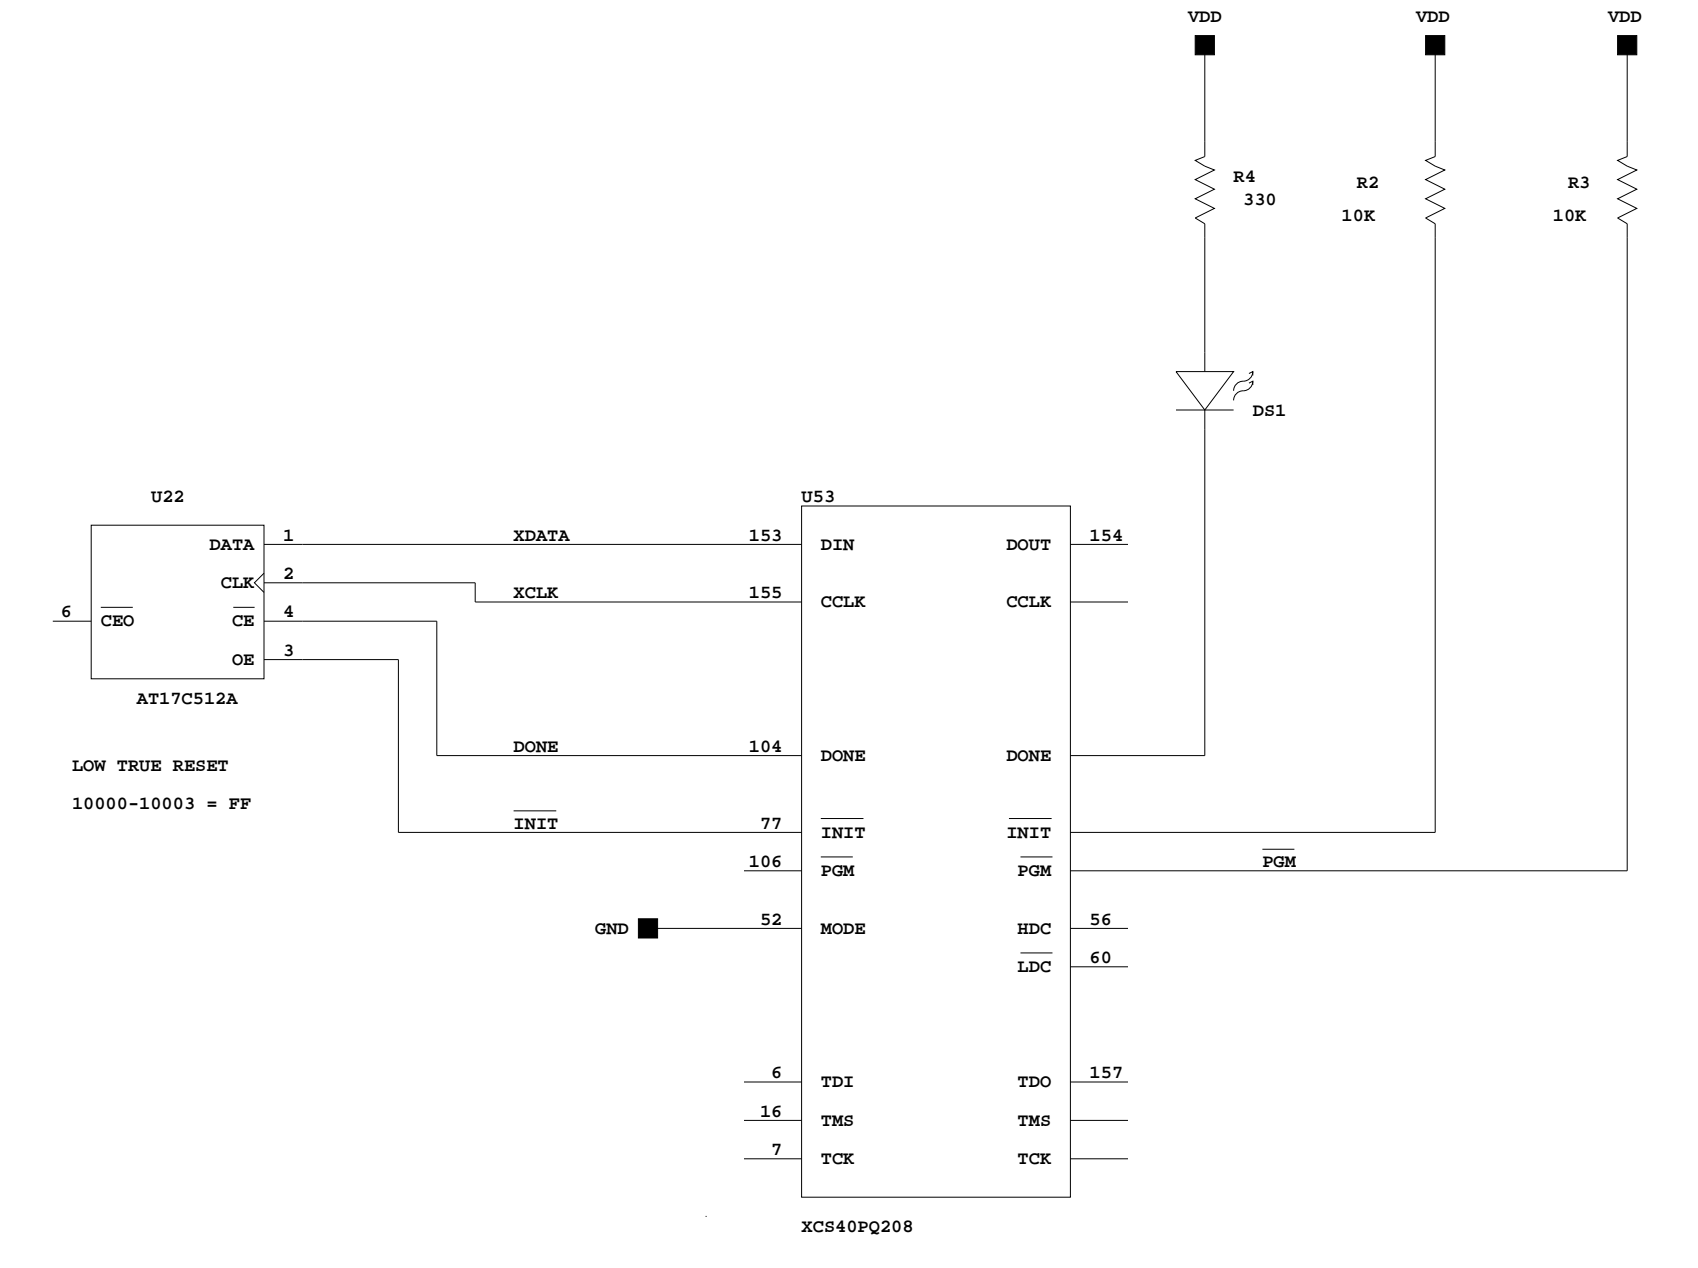 VDD VDD VDD
R4
330
R2
10K
R3
10K
DS1
U22
U53
DATA 1 XDATA 153 DIN DOUT 154
CLK 2 XCLK 155 CCLK CCLK
6 CEO CE 4
OE 3
AT17C512A
DONE 104 DONE DONE
LOW TRUE RESET
10000-10003 = FF
INIT 77 INIT INIT
106 PGM PGM PGM
GND 52 MODE HDC 56
LDC 60
6 TDI TDO 157
16 TMS TMS
7 TCK TCK
XCS40PQ208